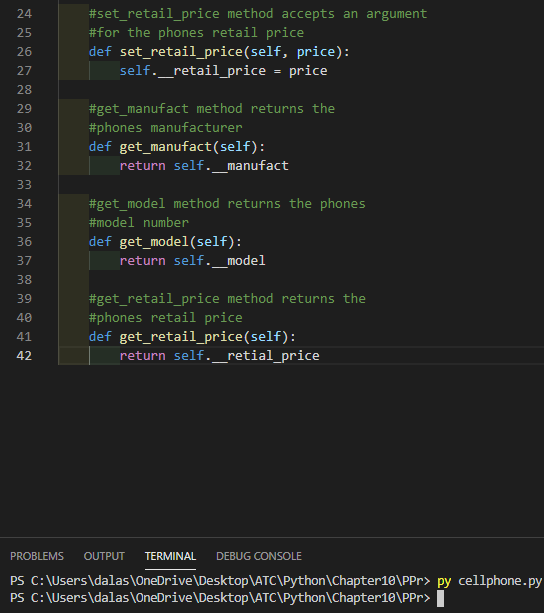 24 #set_retail_price method accepts an argument
25 #for the phones retail price
26 def set_retail_price(self, price):
27 self.__retail_price = price
28
29 #get_manufact method returns the
30 #phones manufacturer
31 def get_manufact(self):
32 return self.__manufact
33
34 #get_model method returns the phones
35 #model number
36 def get_model(self):
37 return self.__model
38
39 #get_retail_price method returns the
40 #phones retail price
41 def get_retail_price(self):
42 return self.__retial_price
PROBLEMS OUTPUT TERMINAL DEBUG CONSOLE
PS C:\Users\dalas\OneDrive\Desktop\ATC\Python\Chapter10\PPr> py cellphone.py
PS C:\Users\dalas\OneDrive\Desktop\ATC\Python\Chapter10\PPr>